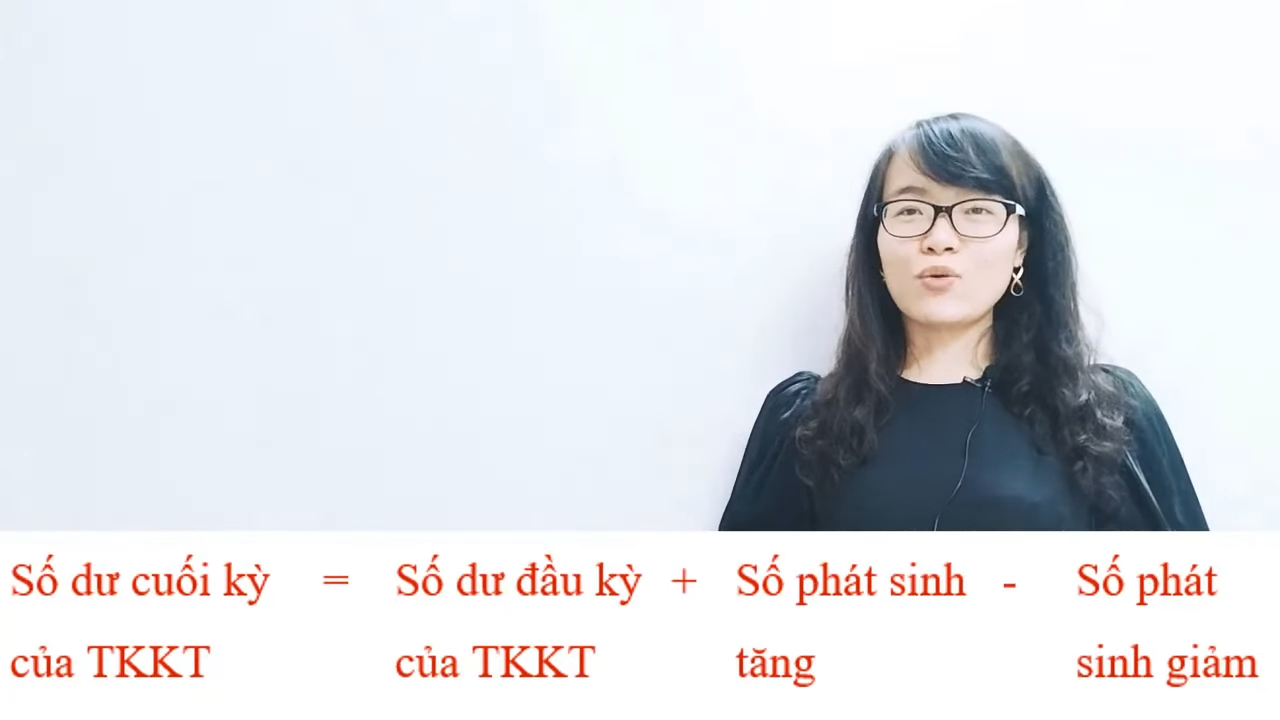 Số dư cuối kỳ = Số dư đầu kỳ + Số phát sinh - Số phát
của TKKT của TKKT tăng sinh giảm